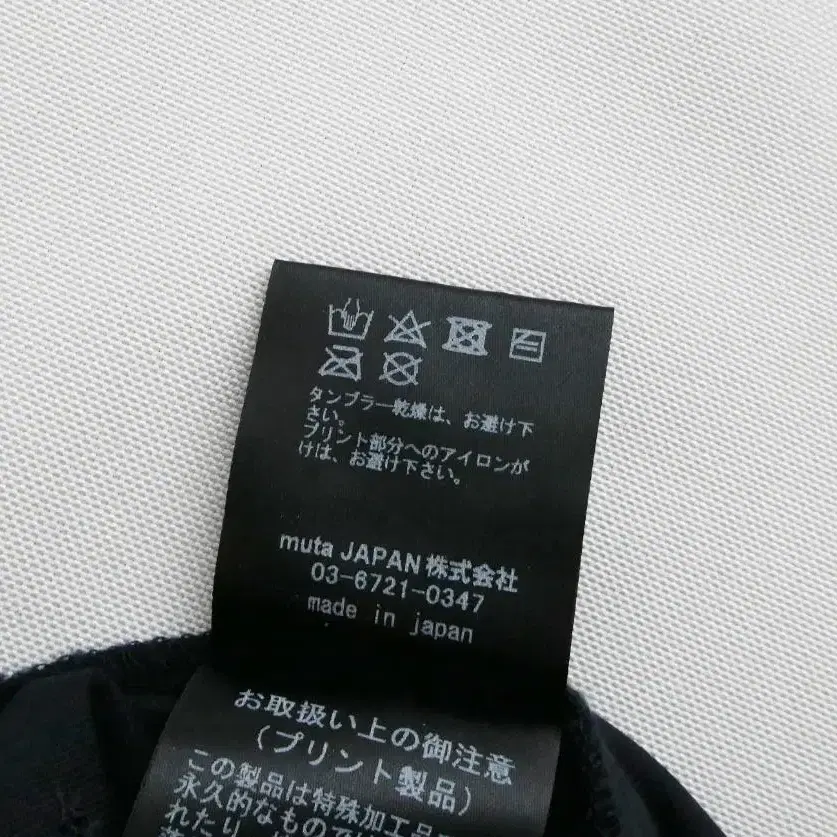 タンブラー乾燥は、お避け下
さい。
プリント部分へのアイロンが
けは、お避け下さい。
muta JAPAN株式会社
03-6721-0347
made in japan
お取扱い上の御注意
(プリント製品)
この製品は特殊加工品
永久的なもので
れたり